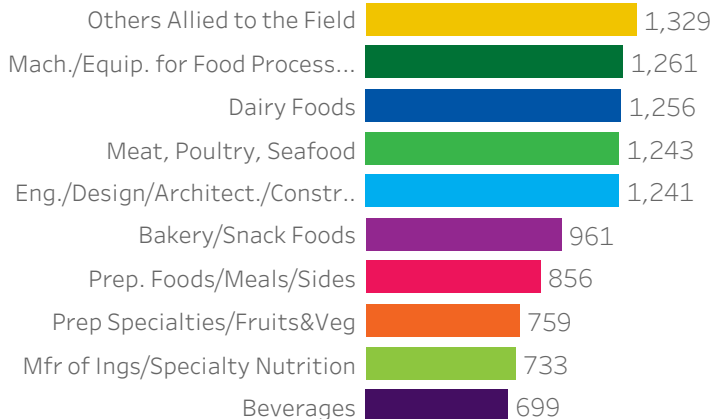 Others Allied to the Field 1,329
Mach./Equip. for Food Process... 1,261
Dairy Foods 1,256
Meat, Poultry, Seafood 1,243
Eng./Design/Architect./Constr.. 1,241
Bakery/Snack Foods 961
Prep. Foods/Meals/Sides 856
Prep Specialties/Fruits&Veg 759
Mfr of Ings/Specialty Nutrition 733
Beverages 699